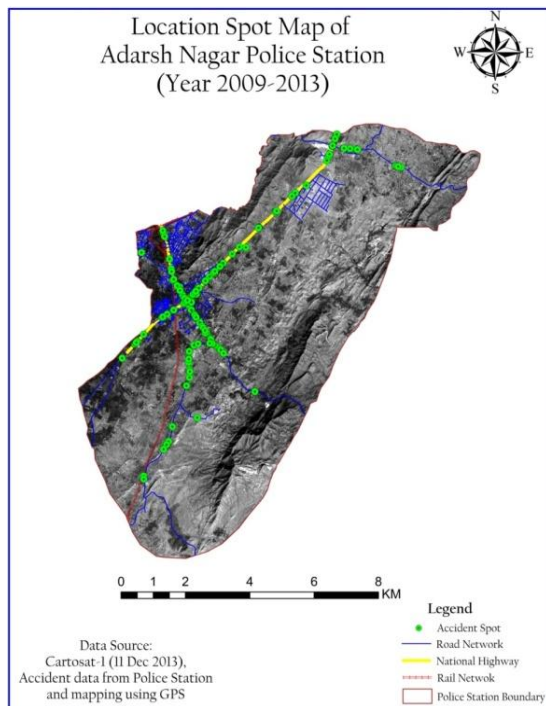 Location Spot Map of
Adarsh Nagar Police Station
(Year 2009-2013)
N
W E
S
0 1 2 4 6 8
KM
Legend
Accident Spot
Road Network
National Highway
Rail Netwok
Police Station Boundary
Data Source:
Cartosat-1 (11 Dec 2013),
Accident data from Police Station
and mapping using GPS